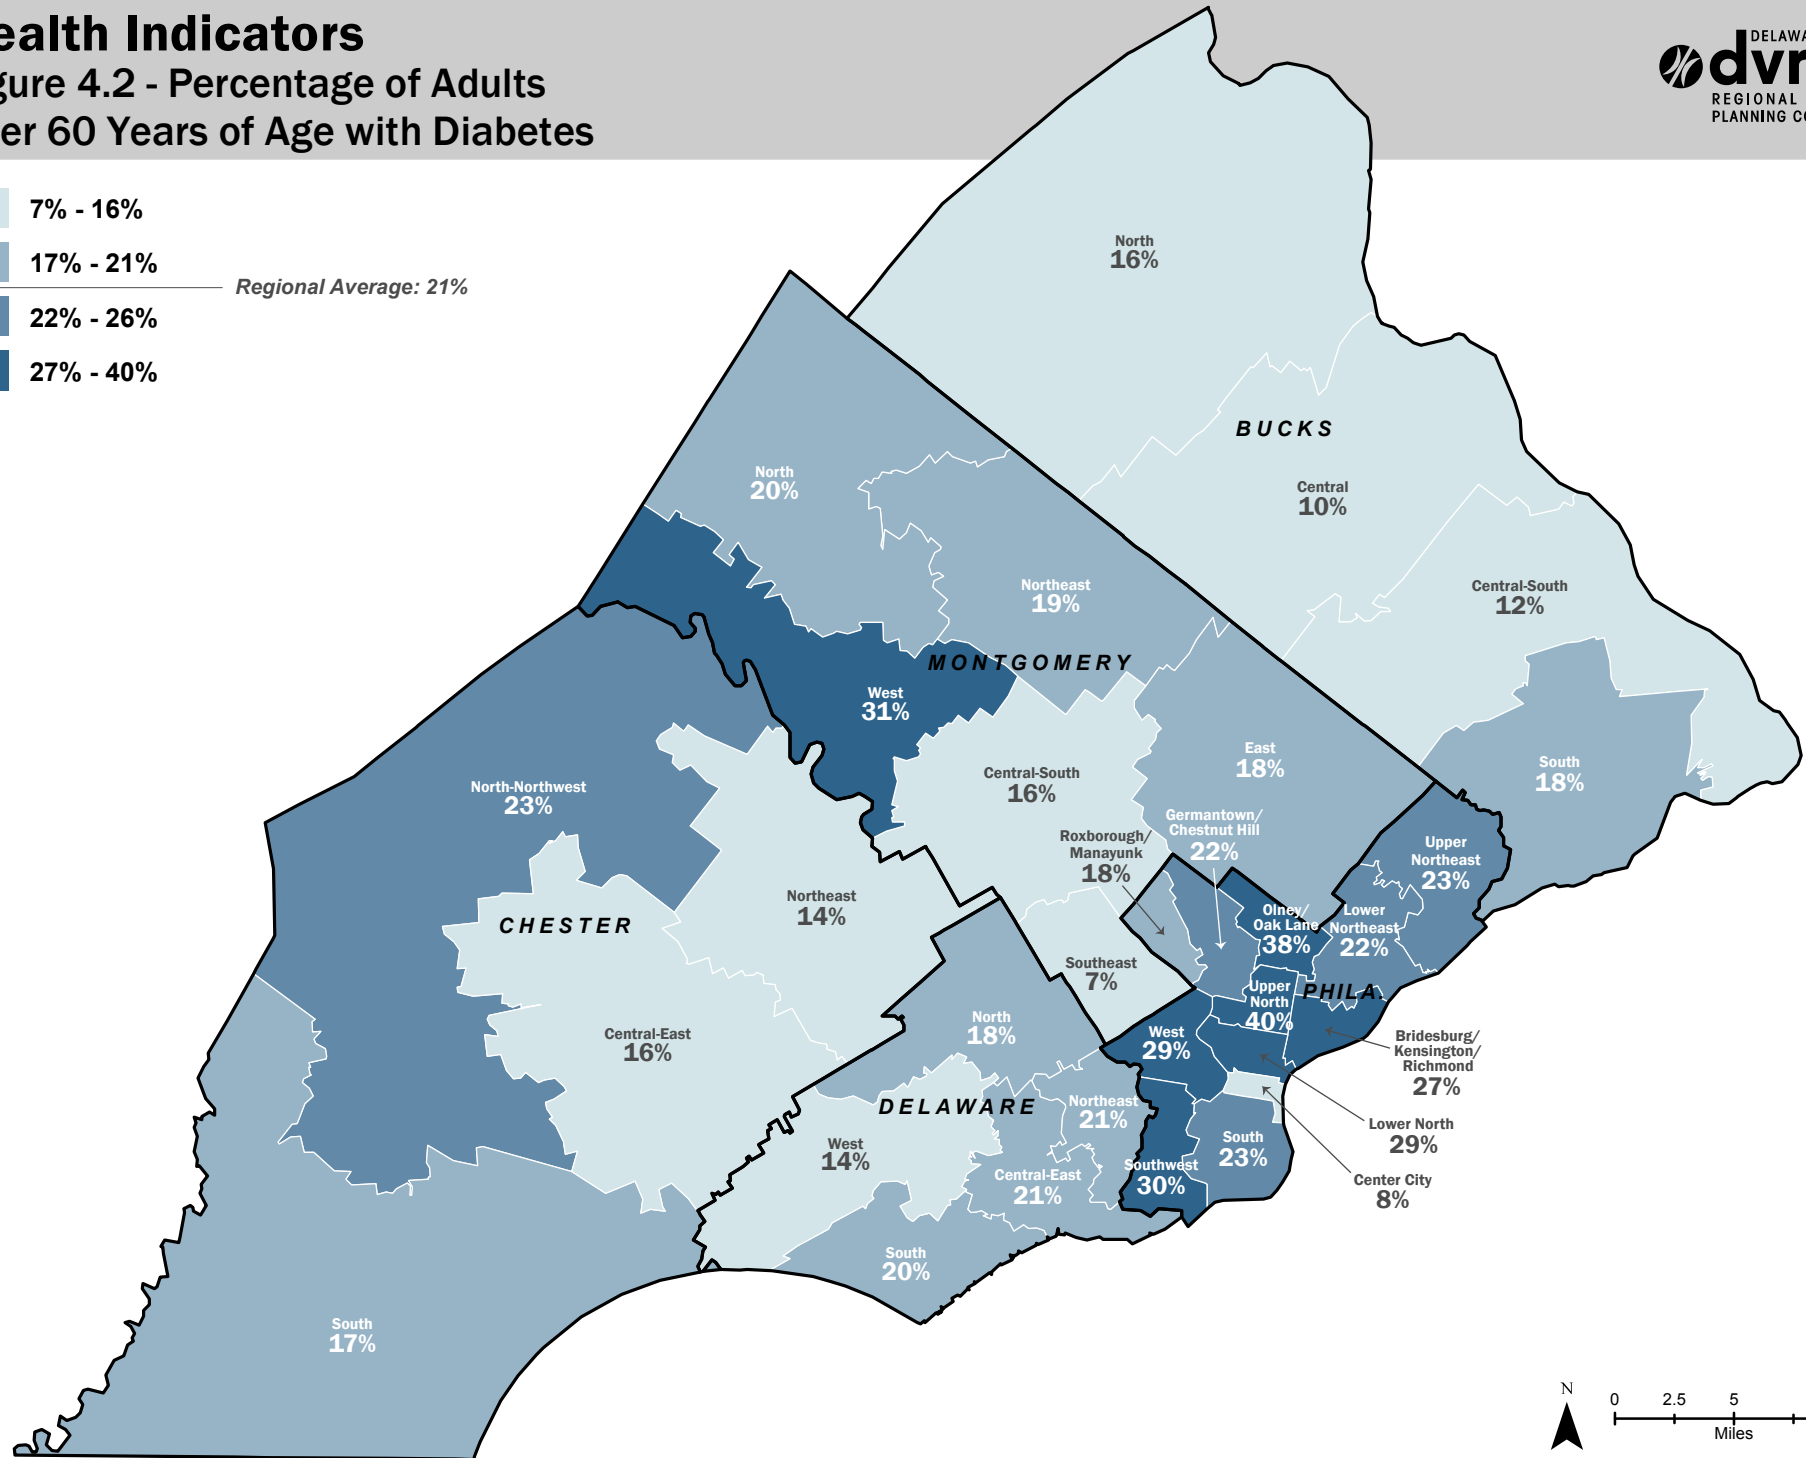 ealth Indicators
gure 4.2 - Percentage of Adults
er 60 Years of Age with Diabetes
DELAWA
dvr
REGIONAL
PLANNING CO
7% - 16%
17% - 21%
Regional Average: 21%
22% - 26%
27% - 40%
North
16%
BUCKS
Central
10%
Central-South
12%
South
18%
North
20%
Northeast
19%
MONTGOMERY
West
31%
Central-South
16%
East
18%
Southeast
7%
North-Northwest
23%
CHESTER
Northeast
14%
Central-East
16%
South
17%
North
18%
DELAWARE
Northeast
21%
West
14%
Central-East
21%
South
20%
Roxborough/
Manayunk
18%
Germantown/
Chestnut Hill
22%
Upper
Northeast
23%
Olney/
Oak Lane
38%
Lower
Northeast
22%
PHILA.
Upper
North
40%
West
29%
Bridesburg/
Kensington/
Richmond
27%
Lower North
29%
South
23%
Southwest
30%
Center City
8%
N
0 2.5 5
Miles